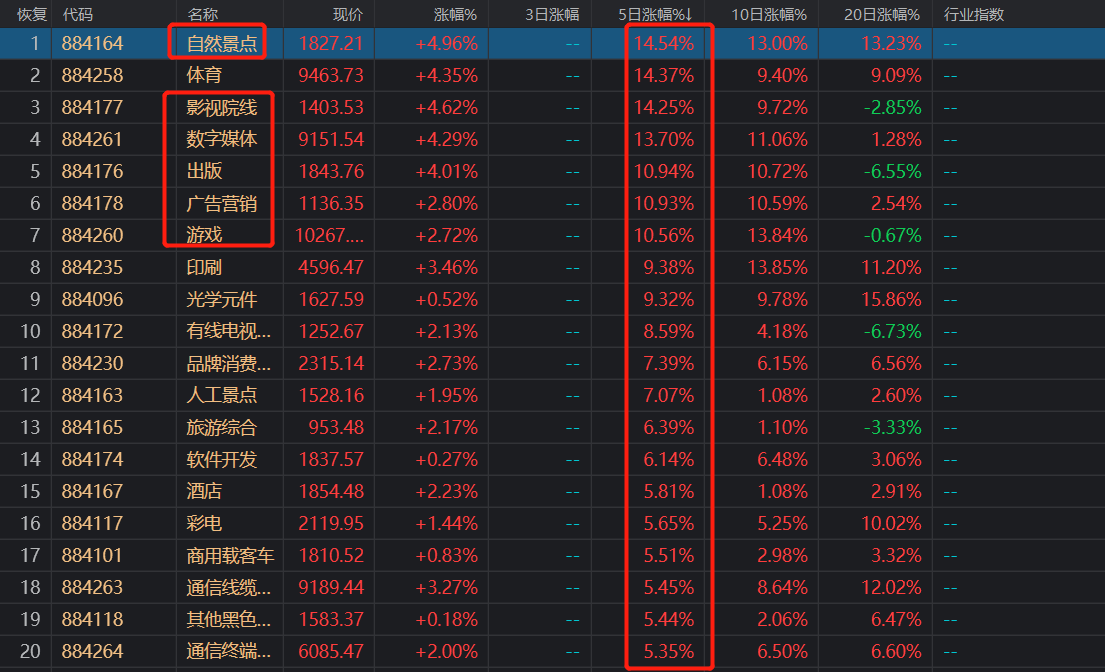 恢复 代码 名称 现价 涨幅% 3日涨幅 5日涨幅%↓ 10日涨幅% 20日涨幅% 行业指数
1 884164 自然景点 1827.21 +4.96% -- 14.54% 13.00% 13.23% --
2 884258 体育 9463.73 +4.35% -- 14.37% 9.40% 9.09% --
3 884177 影视院线 1403.53 +4.62% -- 14.25% 9.72% -2.85% --
4 884261 数字媒体 9151.54 +4.29% -- 13.70% 11.06% 1.28% --
5 884176 出版 1843.76 +4.01% -- 10.94% 10.72% -6.55% --
6 884178 广告营销 1136.35 +2.80% -- 10.93% 10.59% 2.54% --
7 884260 游戏 10267.... +2.72% -- 10.56% 13.84% -0.67% --
8 884235 印刷 4596.47 +3.46% -- 9.38% 13.85% 11.20% --
9 884096 光学元件 1627.59 +0.52% -- 9.32% 9.78% 15.86% --
10 884172 有线电视... 1252.67 +2.13% -- 8.59% 4.18% -6.73% --
11 884230 品牌消费... 2315.14 +2.73% -- 7.39% 6.15% 6.56% --
12 884163 人工景点 1528.16 +1.95% -- 7.07% 1.08% 2.60% --
13 884165 旅游综合 953.48 +2.17% -- 6.39% 1.10% -3.33% --
14 884174 软件开发 1837.57 +0.27% -- 6.14% 6.48% 3.06% --
15 884167 酒店 1854.48 +2.23% -- 5.81% 1.08% 2.91% --
16 884117 彩电 2119.95 +1.44% -- 5.65% 5.25% 10.02% --
17 884101 商用载客车 1810.52 +0.83% -- 5.51% 2.98% 3.32% --
18 884263 通信线缆... 9189.44 +3.27% -- 5.45% 8.64% 12.02% --
19 884118 其他黑色... 1583.37 +0.18% -- 5.44% 2.06% 6.47% --
20 884264 通信终端... 6085.47 +2.00% -- 5.35% 6.50% 6.60% --